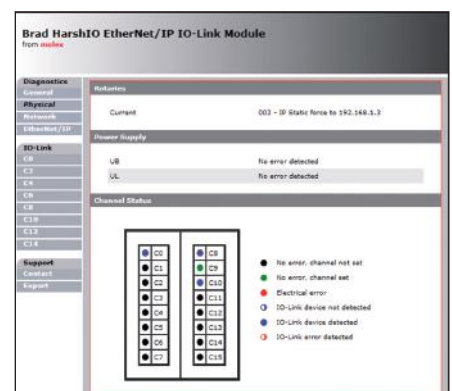 Brad HarshIO EtherNet/IP IO-Link Module
from molex
Diagnostics
General
Physical
Network
EtherNet/IP
IO-Link
C0
C2
C4
C6
C8
C10
C12
C14
Support
Contact
Export
Rotaries
Current 003 - IP Static force to 192.168.1.3
Power Supply
UB No error detected
UL No error detected
Channel Status
C0 C8
C1 C9
C2 C10
C3 C11
C4 C12
C5 C13
C6 C14
C7 C15
No error, channel not set
No error, channel set
Electrical error
IO-Link device not detected
IO-Link device detected
IO-Link error detected